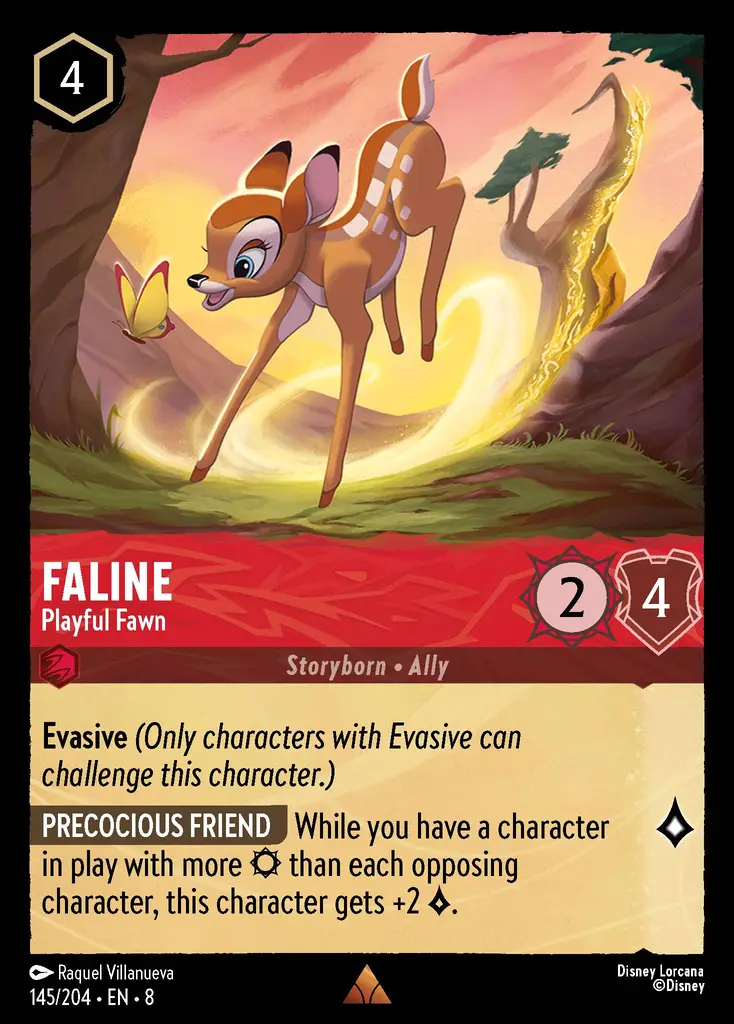 4
FALINE
Playful Fawn
2
4
Storyborn • Ally
Evasive (Only characters with Evasive can
challenge this character.)
PRECOCIOUS FRIEND While you have a character
in play with more than each opposing
character, this character gets +2 .
Raquel Villanueva
145/204 • EN • 8
Disney Lorcana
©Disney